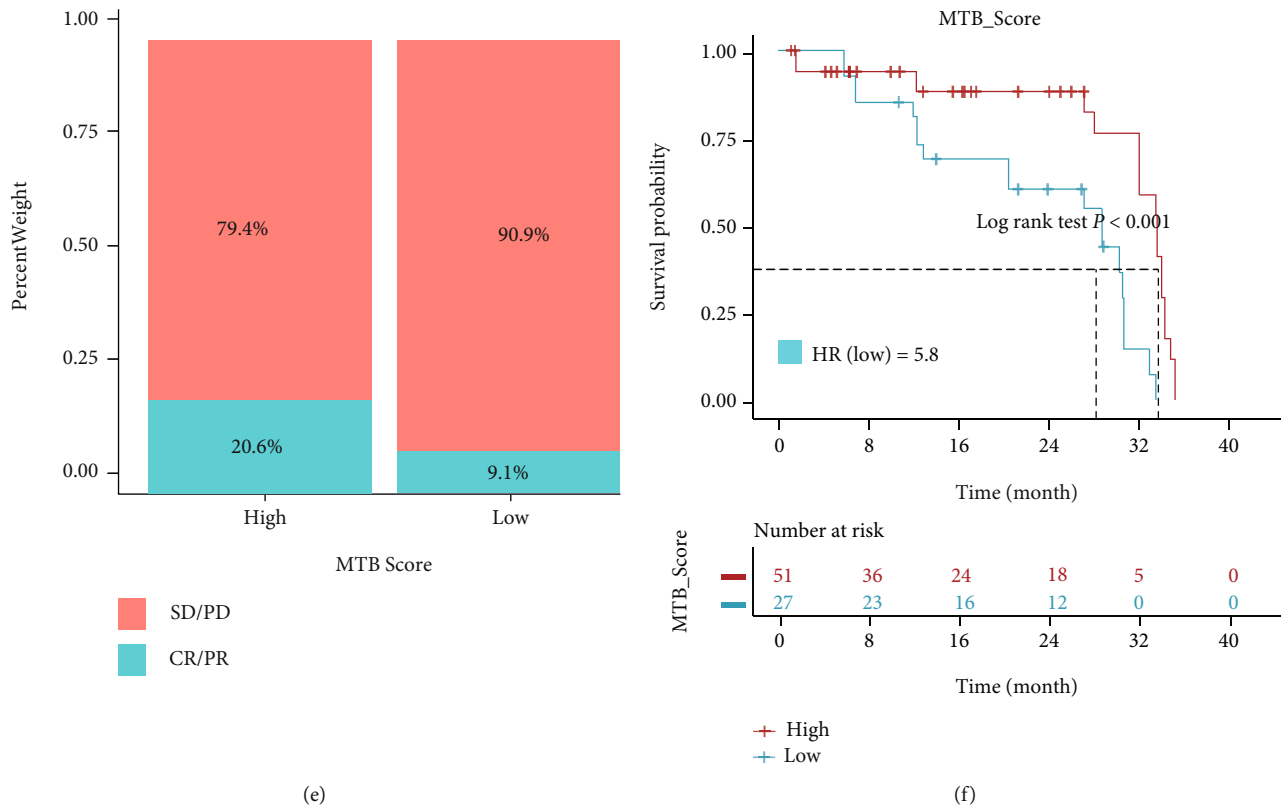 1.00
0.75
0.50
0.25
0.00
PercentWeight
79.4%
90.9%
20.6%
9.1%
High Low
MTB Score
SD/PD
CR/PR
(e)
MTB_Score
1.00
0.75
0.50
0.25
0.00
Survival probability
Log rank test P < 0.001
HR (low) = 5.8
0 8 16 24 32 40
Time (month)
Number at risk
MTB_Score
51 36 24 18 5 0
27 23 16 12 0 0
0 8 16 24 32 40
Time (month)
High
Low
(f)